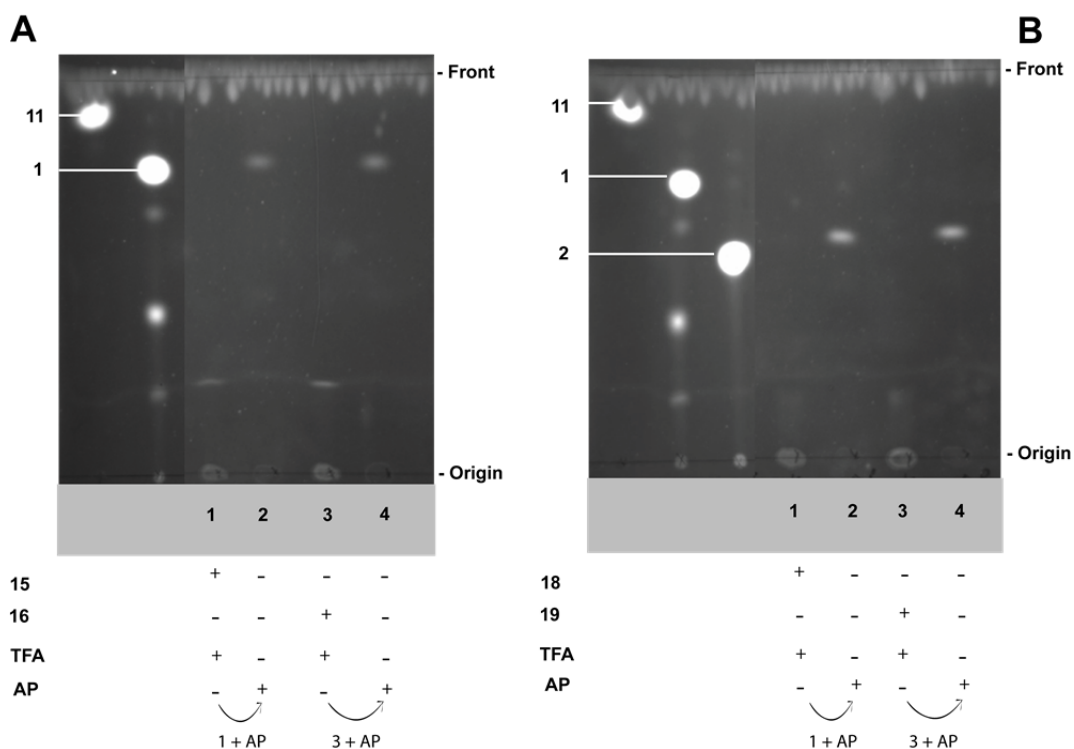 A
B
- Front
11
1
- Origin
1 2 3 4
15 + - - -
16 - - + -
TFA + - + -
AP - + - +
1 + AP 3 + AP
- Front
11
1
2
- Origin
1 2 3 4
18 + - - -
19 - - + -
TFA + - + -
AP - + - +
1 + AP 3 + AP